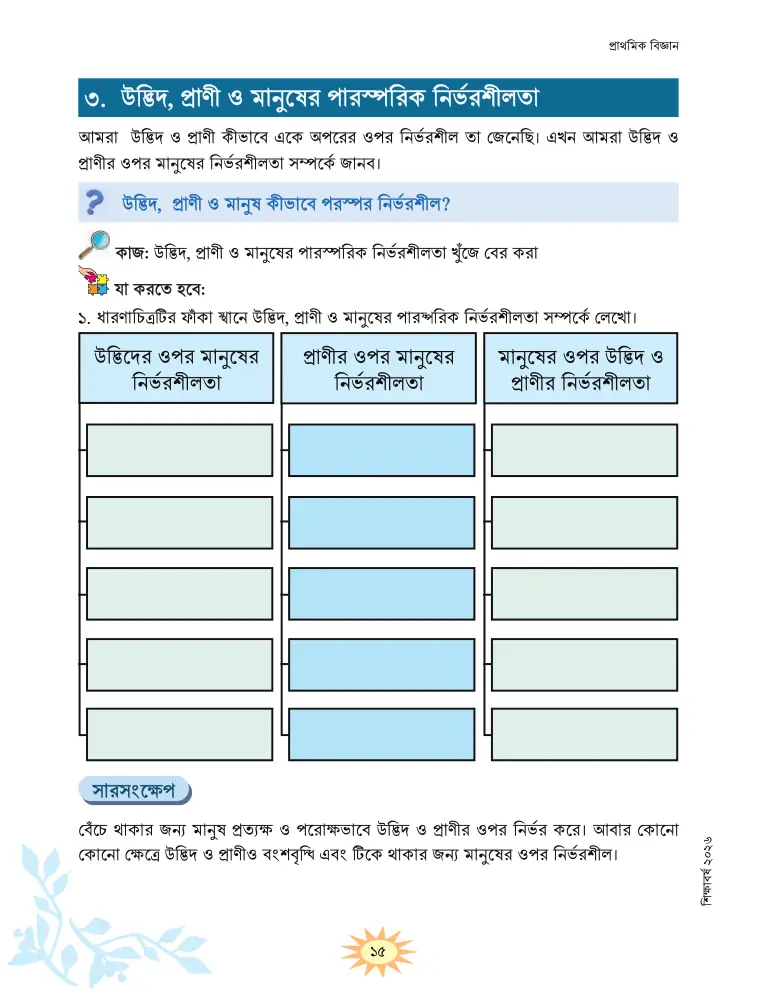 প্রাথমিক বিজ্ঞান
৩. উদ্ভিদ, প্রাণী ও মানুষের পারস্পরিক নির্ভরশীলতা
আমরা উদ্ভিদ ও প্রাণী কীভাবে একে অপরের ওপর নির্ভরশীল তা জেনেছি। এখন আমরা উদ্ভিদ ও
প্রাণীর ওপর মানুষের নির্ভরশীলতা সম্পর্কে জানব।
? উদ্ভিদ, প্রাণী ও মানুষ কীভাবে পরস্পর নির্ভরশীল?
কাজ: উদ্ভিদ, প্রাণী ও মানুষের পারস্পরিক নির্ভরশীলতা খুঁজে বের করা
যা করতে হবে:
১. ধারণাচিত্রটির ফাঁকা স্থানে উদ্ভিদ, প্রাণী ও মানুষের পারষ্পরিক নির্ভরশীলতা সম্পর্কে লেখো।
উদ্ভিদের ওপর মানুষের
নির্ভরশীলতা
প্রাণীর ওপর মানুষের
নির্ভরশীলতা
মানুষের ওপর উদ্ভিদ ও
প্রাণীর নির্ভরশীলতা
সারসংক্ষেপ
বেঁচে থাকার জন্য মানুষ প্রত্যক্ষ ও পরোক্ষভাবে উদ্ভিদ ও প্রাণীর ওপর নির্ভর করে। আবার কোনো
কোনো ক্ষেত্রে উদ্ভিদ ও প্রাণীও বংশবৃদ্ধি এবং টিকে থাকার জন্য মানুষের ওপর নির্ভরশীল।
শিক্ষাবর্ষ ২০২৬
১৫